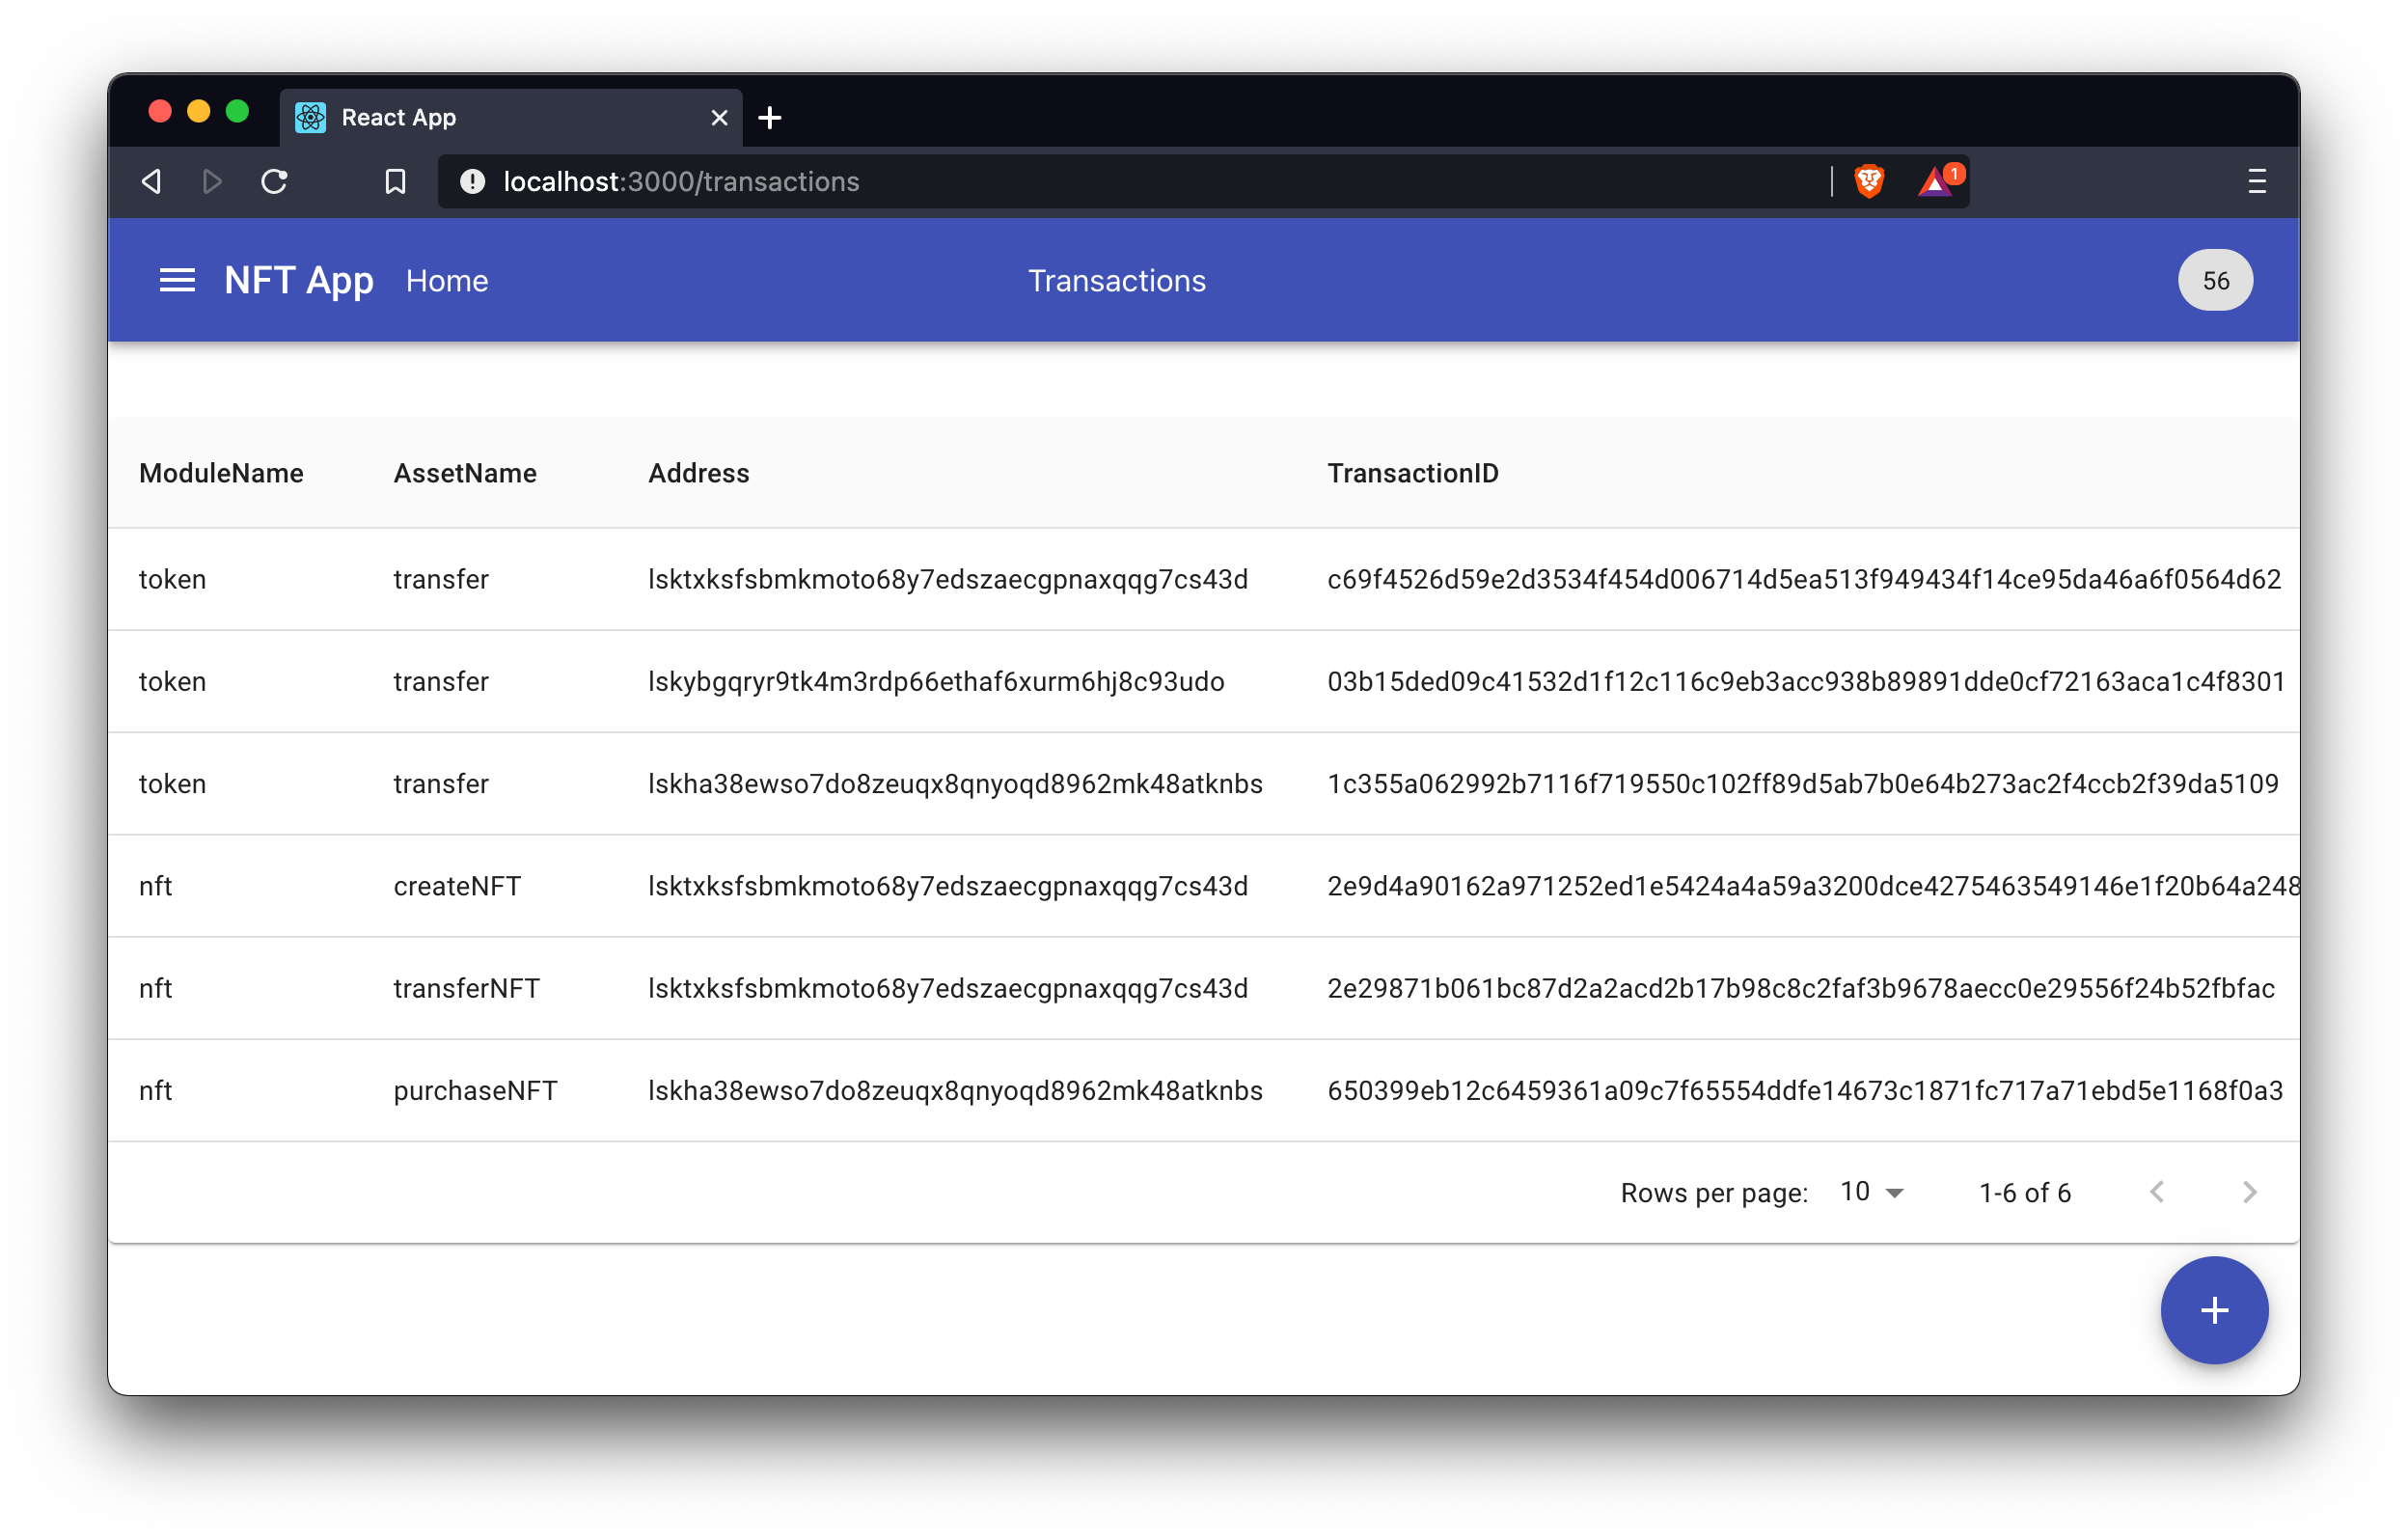 React App
localhost:3000/transactions
1
NFT App Home Transactions 56
ModuleName AssetName Address TransactionID
token transfer lsktxksfsbmkmoto68y7edszaecgpnaxqqg7cs43d c69f4526d59e2d3534f454d006714d5ea513f949434f14ce95da46a6f0564d62
token transfer lskybgqryr9tk4m3rdp66ethaf6xurm6hj8c93udo 03b15ded09c41532d1f12c116c9eb3acc938b89891dde0cf72163aca1c4f8301
token transfer lskha38ewso7do8zeuqx8qnyoqd8962mk48atknbs 1c355a062992b7116f719550c102ff89d5ab7b0e64b273ac2f4ccb2f39da5109
nft createNFT lsktxksfsbmkmoto68y7edszaecgpnaxqqg7cs43d 2e9d4a90162a971252ed1e5424a4a59a3200dce4275463549146e1f20b64a248
nft transferNFT lsktxksfsbmkmoto68y7edszaecgpnaxqqg7cs43d 2e29871b061bc87d2a2acd2b17b98c8c2faf3b9678aecc0e29556f24b52fbfac
nft purchaseNFT lskha38ewso7do8zeuqx8qnyoqd8962mk48atknbs 650399eb12c6459361a09c7f65554ddfe14673c1871fc717a71ebd5e1168f0a3
Rows per page: 10 1-6 of 6